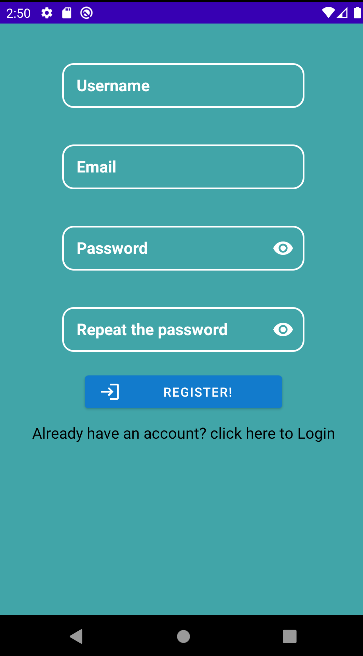 2:50
Username
Email
Password
Repeat the password
REGISTER!
Already have an account? click here to Login